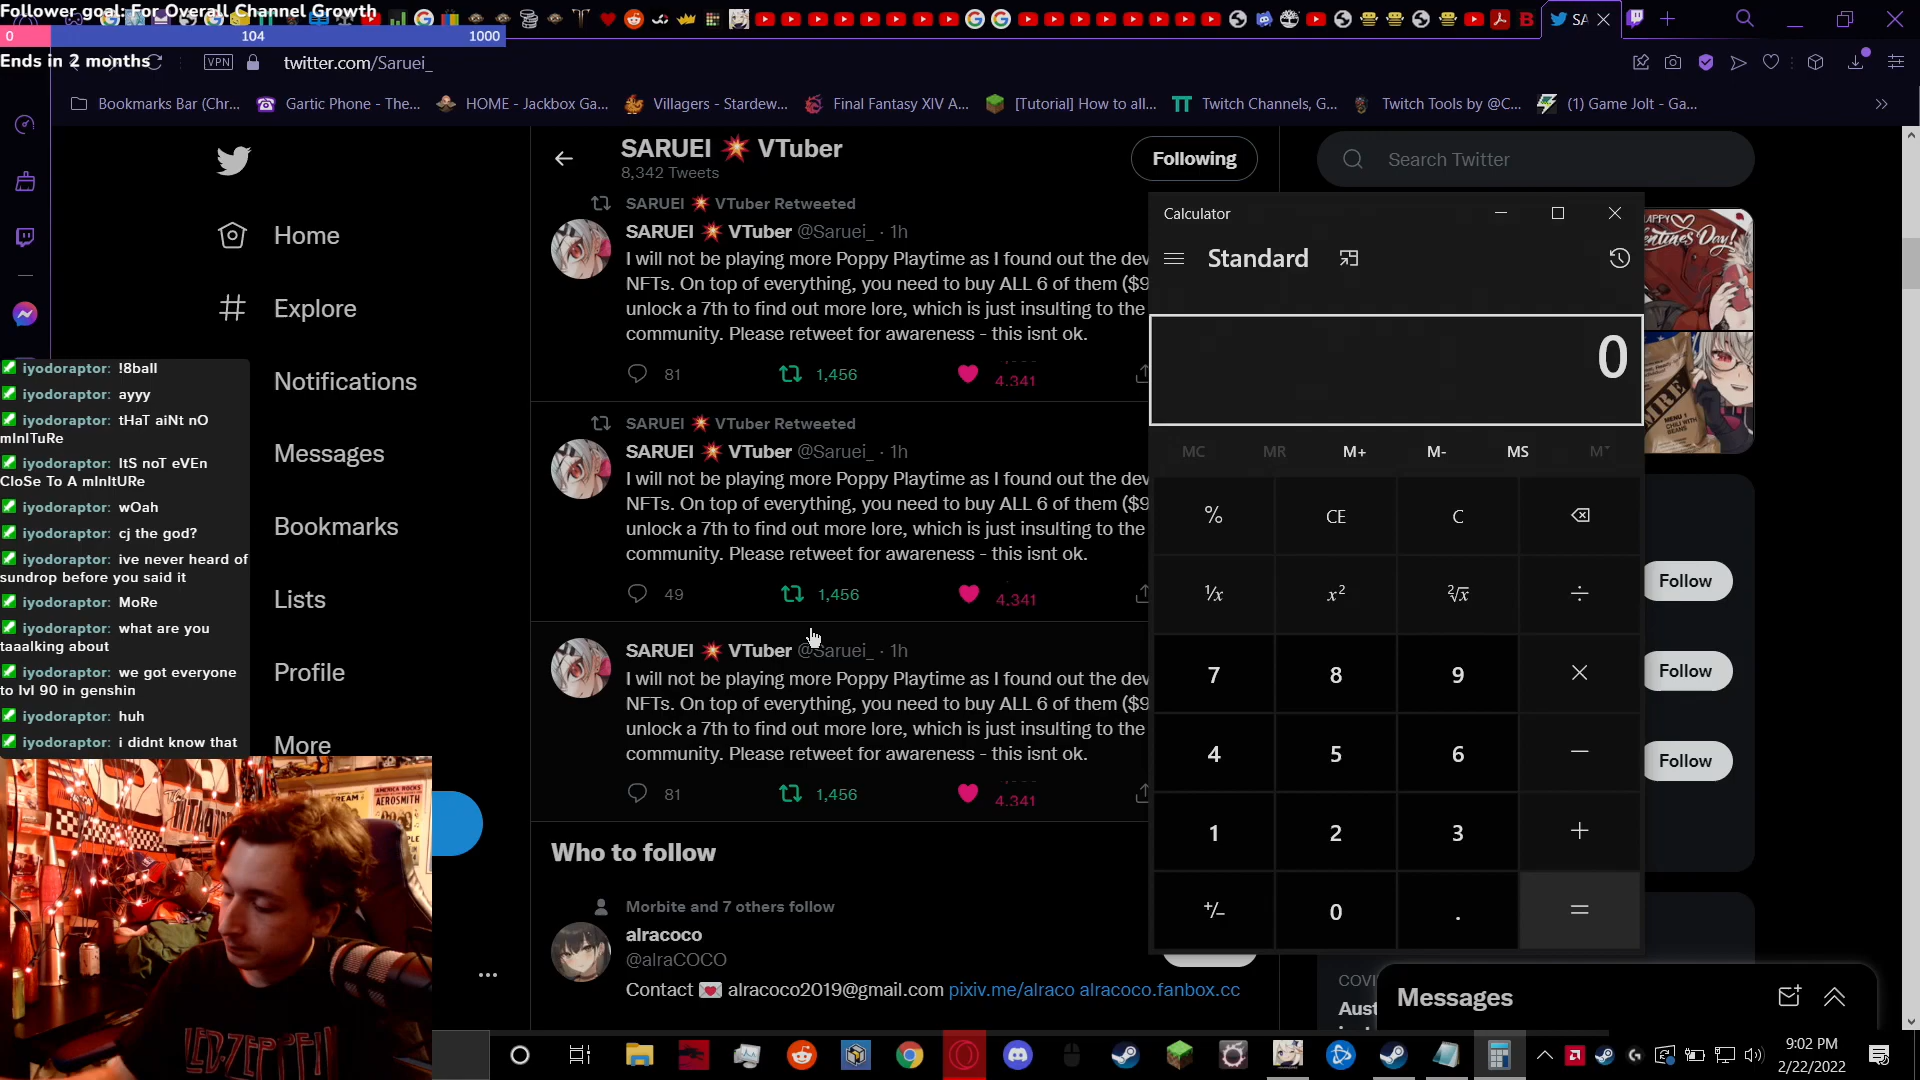 Follower goal: For Overall Channel Growth
0 104 1000
Ends in 2 months
SA
VPN twitter.com/Saruei_
Bookmarks Bar (Chr... Gartic Phone - The... HOME - Jackbox Ga... Villagers - Stardew... Final Fantasy XIV A... [Tutorial] How to all... Twitch Channels, G... Twitch Tools by @C... (1) Game Jolt - Ga...
Home
Explore
Notifications
Messages
Bookmarks
Lists
Profile
More
iyodoraptor: !8ball
iyodoraptor: ayyy
iyodoraptor: tHaT aiNt nO
mInITuRe
iyodoraptor: ItS noT eVEn
CloSe To A mInItURe
iyodoraptor: wOah
iyodoraptor: cj the god?
iyodoraptor: ive never heard of
sundrop before you said it
iyodoraptor: MoRe
iyodoraptor: what are you
taaalking about
iyodoraptor: we got everyone
to lvl 90 in genshin
iyodoraptor: huh
iyodoraptor: i didnt know that
AMERICA ROCKS
AEROSMITH
LED-ZEPPELIN
SARUEI 💥 VTuber
8,342 Tweets
Following
SARUEI 💥 VTuber Retweeted
SARUEI 💥 VTuber @Saruei_ · 1h
I will not be playing more Poppy Playtime as I found out the dev
NFTs. On top of everything, you need to buy ALL 6 of them ($9
unlock a 7th to find out more lore, which is just insulting to the
community. Please retweet for awareness - this isnt ok.
81 1,456 4,341
SARUEI 💥 VTuber Retweeted
SARUEI 💥 VTuber @Saruei_ · 1h
I will not be playing more Poppy Playtime as I found out the dev
NFTs. On top of everything, you need to buy ALL 6 of them ($9
unlock a 7th to find out more lore, which is just insulting to the
community. Please retweet for awareness - this isnt ok.
49 1,456 4,341
SARUEI 💥 VTuber @Saruei_ · 1h
I will not be playing more Poppy Playtime as I found out the dev
NFTs. On top of everything, you need to buy ALL 6 of them ($9
unlock a 7th to find out more lore, which is just insulting to the
community. Please retweet for awareness - this isnt ok.
81 1,456 4,341
Who to follow
Morbite and 7 others follow
alracoco
@alraCOCO
Contact 💌 alracoco2019@gmail.com pixiv.me/alraco alracoco.fanbox.cc
Search Twitter
Calculator
Standard
0
MC MR M+ M- MS M˅
% CE C
⅟x x² ²√x ÷
7 8 9 ×
4 5 6 −
1 2 3 +
+/− 0 . =
MRE
MENU 1
CHILI WITH
BEANS
Follow
Follow
Follow
COVI
Aust
Messages
9:02 PM
2/22/2022